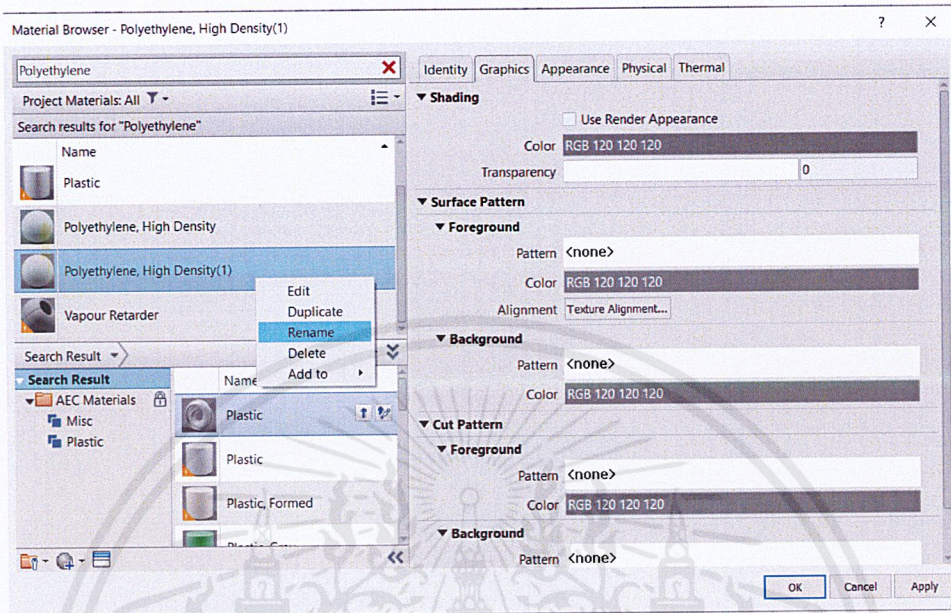 Material Browser - Polyethylene, High Density(1)
?
Polyethylene
Project Materials: All
Search results for "Polyethylene"
Name
Plastic
Polyethylene, High Density
Polyethylene, High Density(1)
Vapour Retarder
Edit
Duplicate
Rename
Delete
Add to
Search Result
Search Result
AEC Materials
Misc
Plastic
Name
Plastic
Plastic
Plastic, Formed
Identity Graphics Appearance Physical Thermal
Shading
Use Render Appearance
Color RGB 120 120 120
Transparency 0
Surface Pattern
Foreground
Pattern <none>
Color RGB 120 120 120
Alignment Texture Alignment...
Background
Pattern <none>
Color RGB 120 120 120
Cut Pattern
Foreground
Pattern <none>
Color RGB 120 120 120
Background
Pattern <none>
OK Cancel Apply